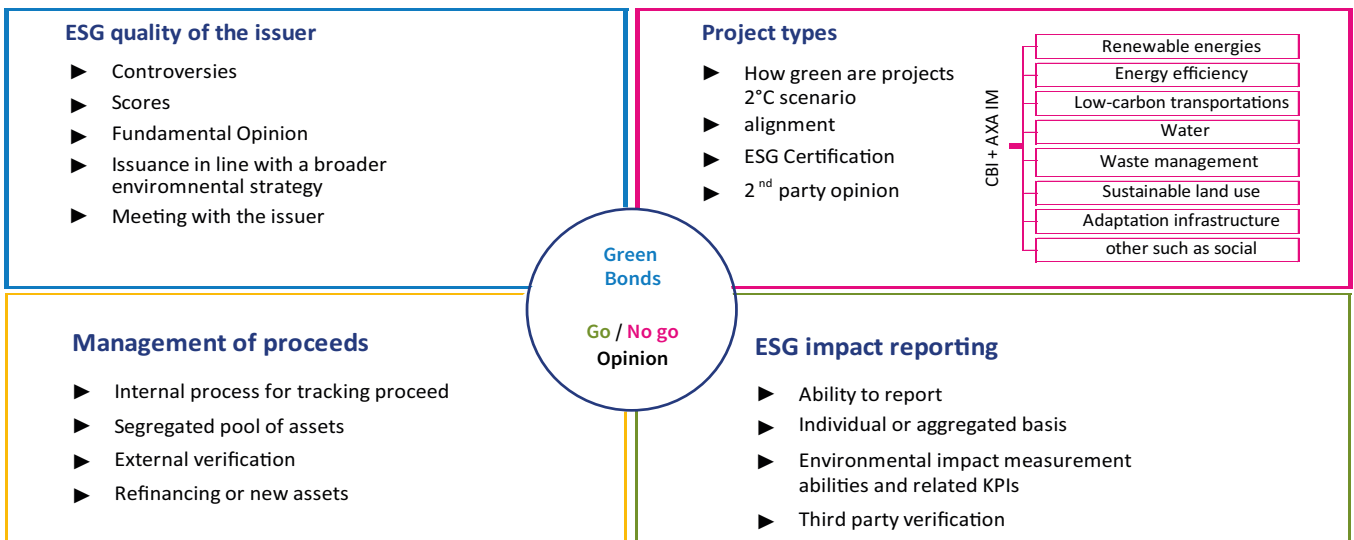 ESG quality of the issuer
► Controversies
► Scores
► Fundamental Opinion
► Issuance in line with a broader
enviromnental strategy
► Meeting with the issuer
Project types
► How green are projects
2°C scenario
► alignment
► ESG Certification
► 2nd party opinion
CBI + AXA IM
Renewable energies
Energy efficiency
Low-carbon transportations
Water
Waste management
Sustainable land use
Adaptation infrastructure
other such as social
Green
Bonds
Go / No go
Opinion
Management of proceeds
► Internal process for tracking proceed
► Segregated pool of assets
► External verification
► Refinancing or new assets
ESG impact reporting
► Ability to report
► Individual or aggregated basis
► Environmental impact measurement
abilities and related KPIs
► Third party verification